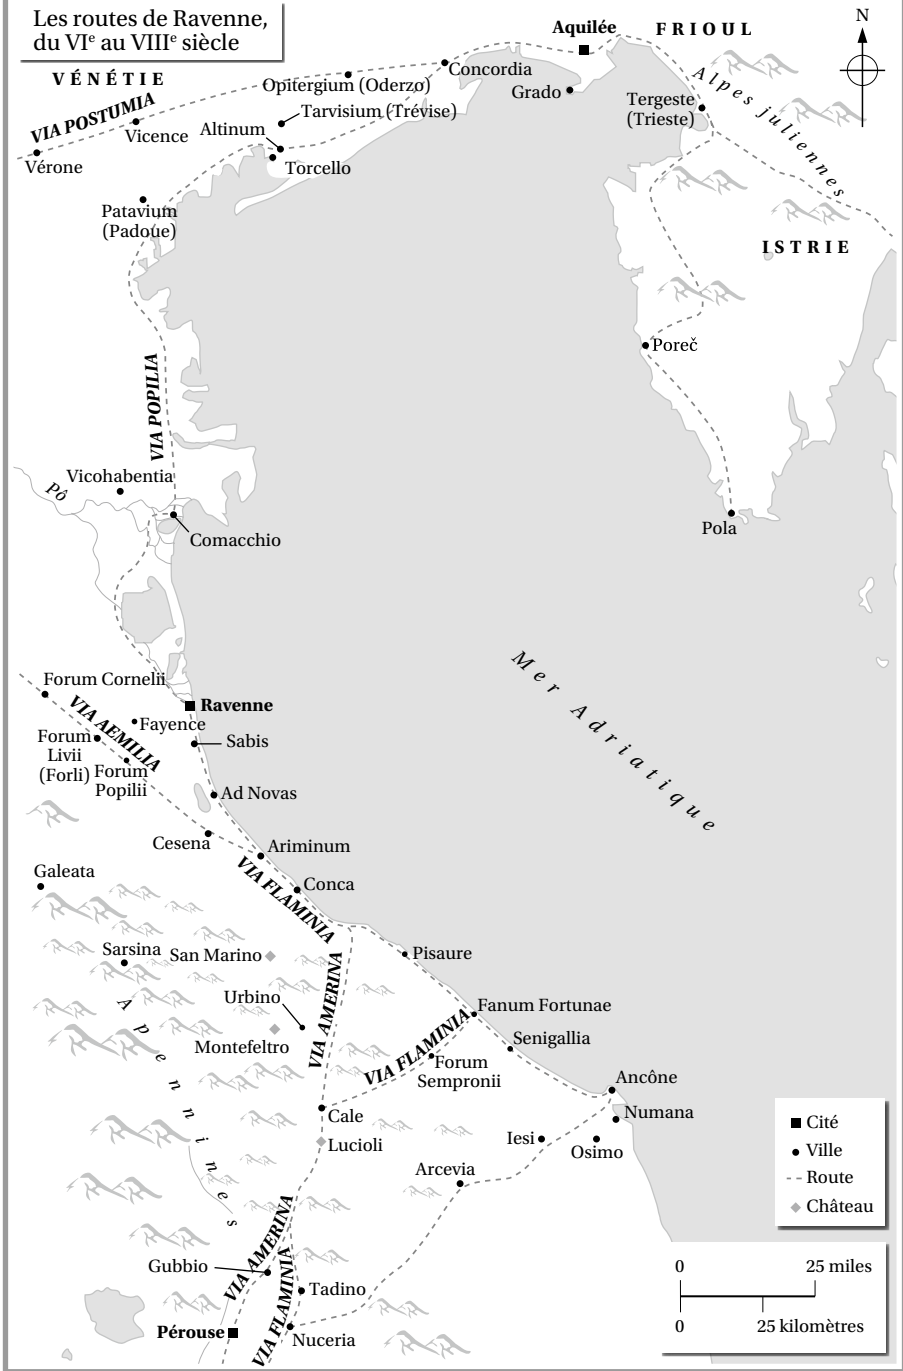 Les routes de Ravenne,
du VIe au VIIIe siècle
N
Aquilée
FRIOUL
VÉNÉTIE
Concordia
Opitergium (Oderzo)
Grado
Alpes juliennes
Tergeste
(Trieste)
VIA POSTUMIA
Tarvisium (Trévise)
Vicence
Altinum
Vérone
Torcello
Patavium
(Padoue)
ISTRIE
Poreč
VIA POPILIA
Vicohabentia
Pô
Comacchio
Pola
Mer Adriatique
Forum Cornelii
Ravenne
VIA AEMILIA
Fayence
Forum
Livii
(Forli)
Sabis
Forum
Popilii
Ad Novas
Cesena
Ariminum
Galeata
VIA FLAMINIA
Conca
Sarsina
San Marino
Pisaure
VIA AMERINA
Apennines
Urbino
Fanum Fortunae
Montefeltro
VIA FLAMINIA
Senigallia
Forum
Sempronii
Ancône
Cale
Numana
Lucioli
Iesi
Osimo
Arcevia
VIA AMERINA
Gubbio
VIA FLAMINIA
Tadino
Pérouse
Nuceria
Cité
Ville
Route
Château
0 25 miles
0 25 kilomètres